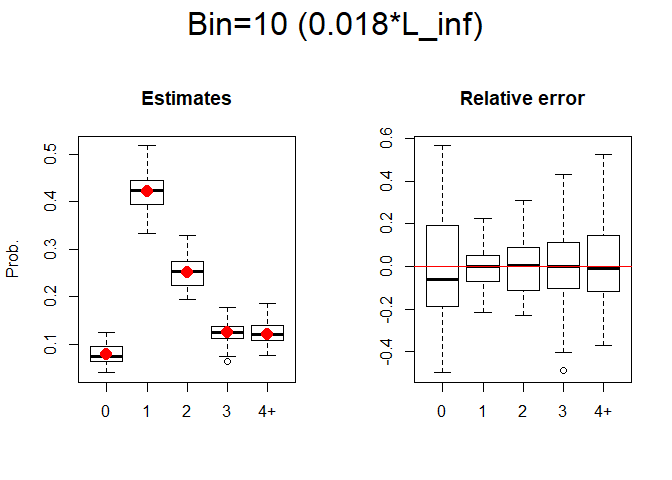 Bin=10 (0.018*L_inf)
Estimates
Prob.
0.5
0.4
0.3
0.2
0.1
0 1 2 3 4+
Relative error
0.6
0.4
0.2
0.0
-0.2
-0.4
0 1 2 3 4+